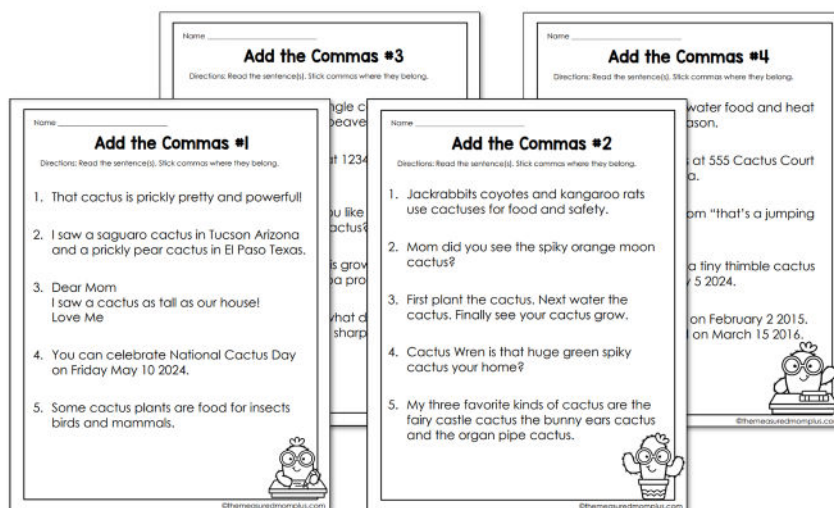 Name
Add the Commas #3
Directions: Read the sentence(s). Stick commas where they belong.
at 1234
is grow
what d
sharp
Name
Add the Commas #4
Directions: Read the sentence(s). Stick commas where they belong.
water food and heat
at 555 Cactus Court
"that's a jumping
a tiny thimble cactus
5 2024.
on February 2 2015.
on March 15 2016.
©themeasuredmomplus.com
Name
Add the Commas #1
Directions: Read the sentence(s). Stick commas where they belong.
1. That cactus is prickly pretty and powerful!
2. I saw a saguaro cactus in Tucson Arizona
and a prickly pear cactus in El Paso Texas.
3. Dear Mom
I saw a cactus as tall as our house!
Love Me
4. You can celebrate National Cactus Day
on Friday May 10 2024.
5. Some cactus plants are food for insects
birds and mammals.
©themeasuredmomplus.com
Name
Add the Commas #2
Directions: Read the sentence(s). Stick commas where they belong.
1. Jackrabbits coyotes and kangaroo rats
use cactuses for food and safety.
2. Mom did you see the spiky orange moon
cactus?
3. First plant the cactus. Next water the
cactus. Finally see your cactus grow.
4. Cactus Wren is that huge green spiky
cactus your home?
5. My three favorite kinds of cactus are the
fairy castle cactus the bunny ears cactus
and the organ pipe cactus.
©themeasuredmomplus.com